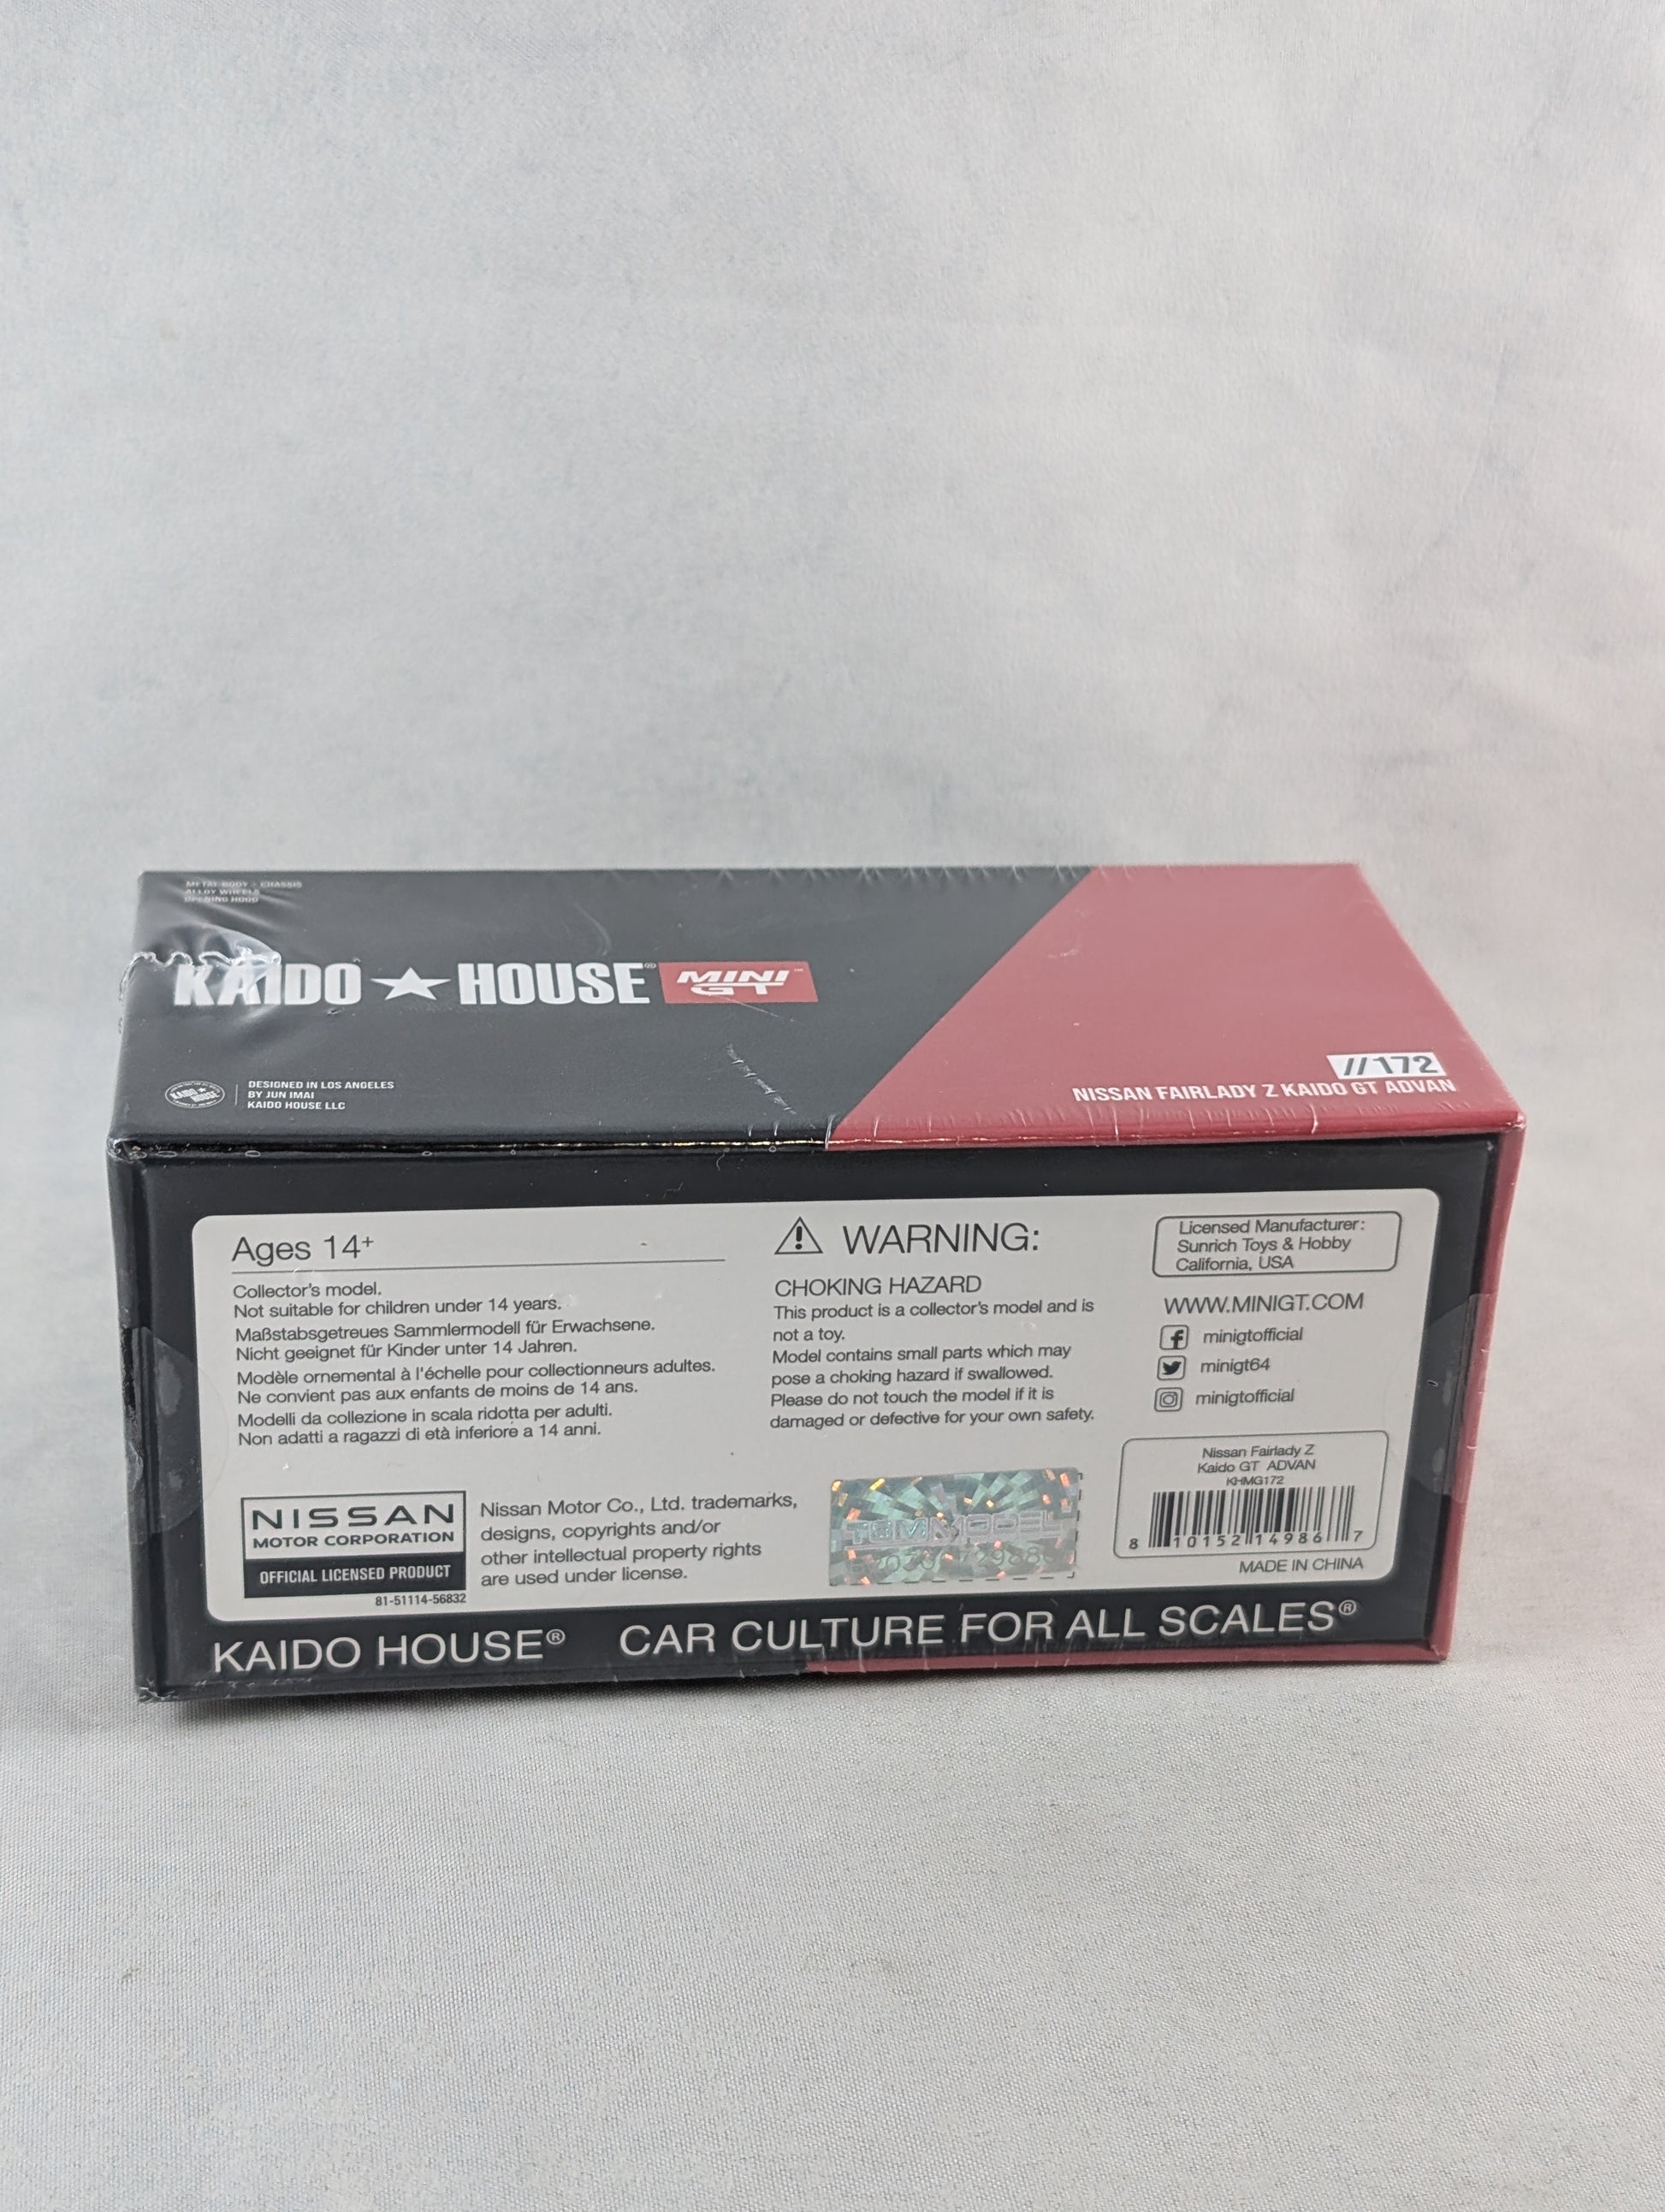 METAL BODY + CHASSIS
ALLOY WHEELS
OPENING HOOD
KAIDO★HOUSE® MINI GT™
DESIGNED IN LOS ANGELES
BY JUN IMAI
KAIDO HOUSE LLC
KAIDO★HOUSE
//172
NISSAN FAIRLADY Z KAIDO GT ADVAN
Ages 14+
Collector's model.
Not suitable for children under 14 years.
Maßstabsgetreues Sammlermodell für Erwachsene.
Nicht geeignet für Kinder unter 14 Jahren.
Modèle ornemental à l'échelle pour collectionneurs adultes.
Ne convient pas aux enfants de moins de 14 ans.
Modelli da collezione in scala ridotta per adulti.
Non adatti a ragazzi di età inferiore a 14 anni.
NISSAN
MOTOR CORPORATION
OFFICIAL LICENSED PRODUCT
81-51114-56832
Nissan Motor Co., Ltd. trademarks,
designs, copyrights and/or
other intellectual property rights
are used under license.
WARNING:
CHOKING HAZARD
This product is a collector's model and is
not a toy.
Model contains small parts which may
pose a choking hazard if swallowed.
Please do not touch the model if it is
damaged or defective for your own safety.
TSMMODEL
Licensed Manufacturer:
Sunrich Toys & Hobby
California, USA
WWW.MINIGT.COM
minigtofficial
minigt64
minigtofficial
Nissan Fairlady Z
Kaido GT ADVAN
KHMG172
8 10152 14986 7
MADE IN CHINA
KAIDO HOUSE® CAR CULTURE FOR ALL SCALES®